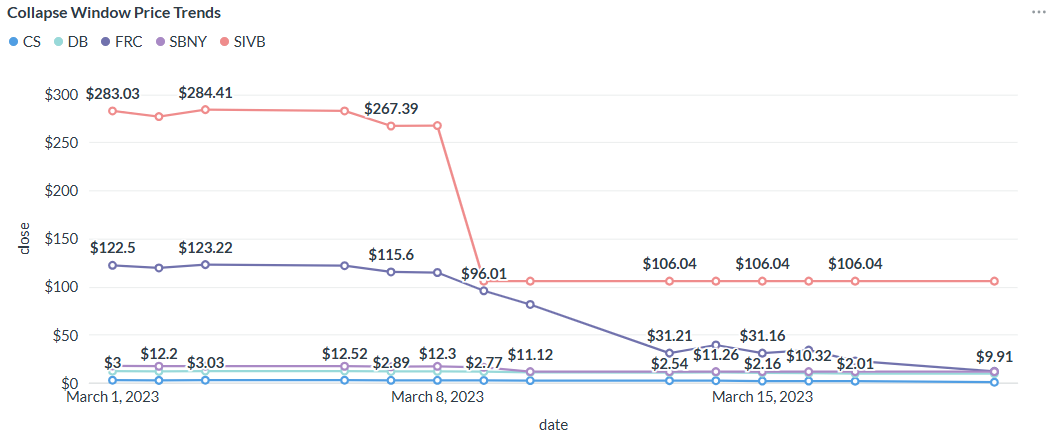 Collapse Window Price Trends
CS DB FRC SBNY SIVB
$300 $283.03 $284.41 $267.39
$250
$200
$150
$122.5 $123.22 $115.6
$100 $96.01 $106.04 $106.04 $106.04
$50
$31.21 $31.16
$3 $12.2 $3.03 $12.52 $2.89 $12.3 $2.77 $11.12 $2.54 $11.26 $2.16 $10.32 $2.01 $9.91
$0
close
March 1, 2023 March 8, 2023 March 15, 2023
date